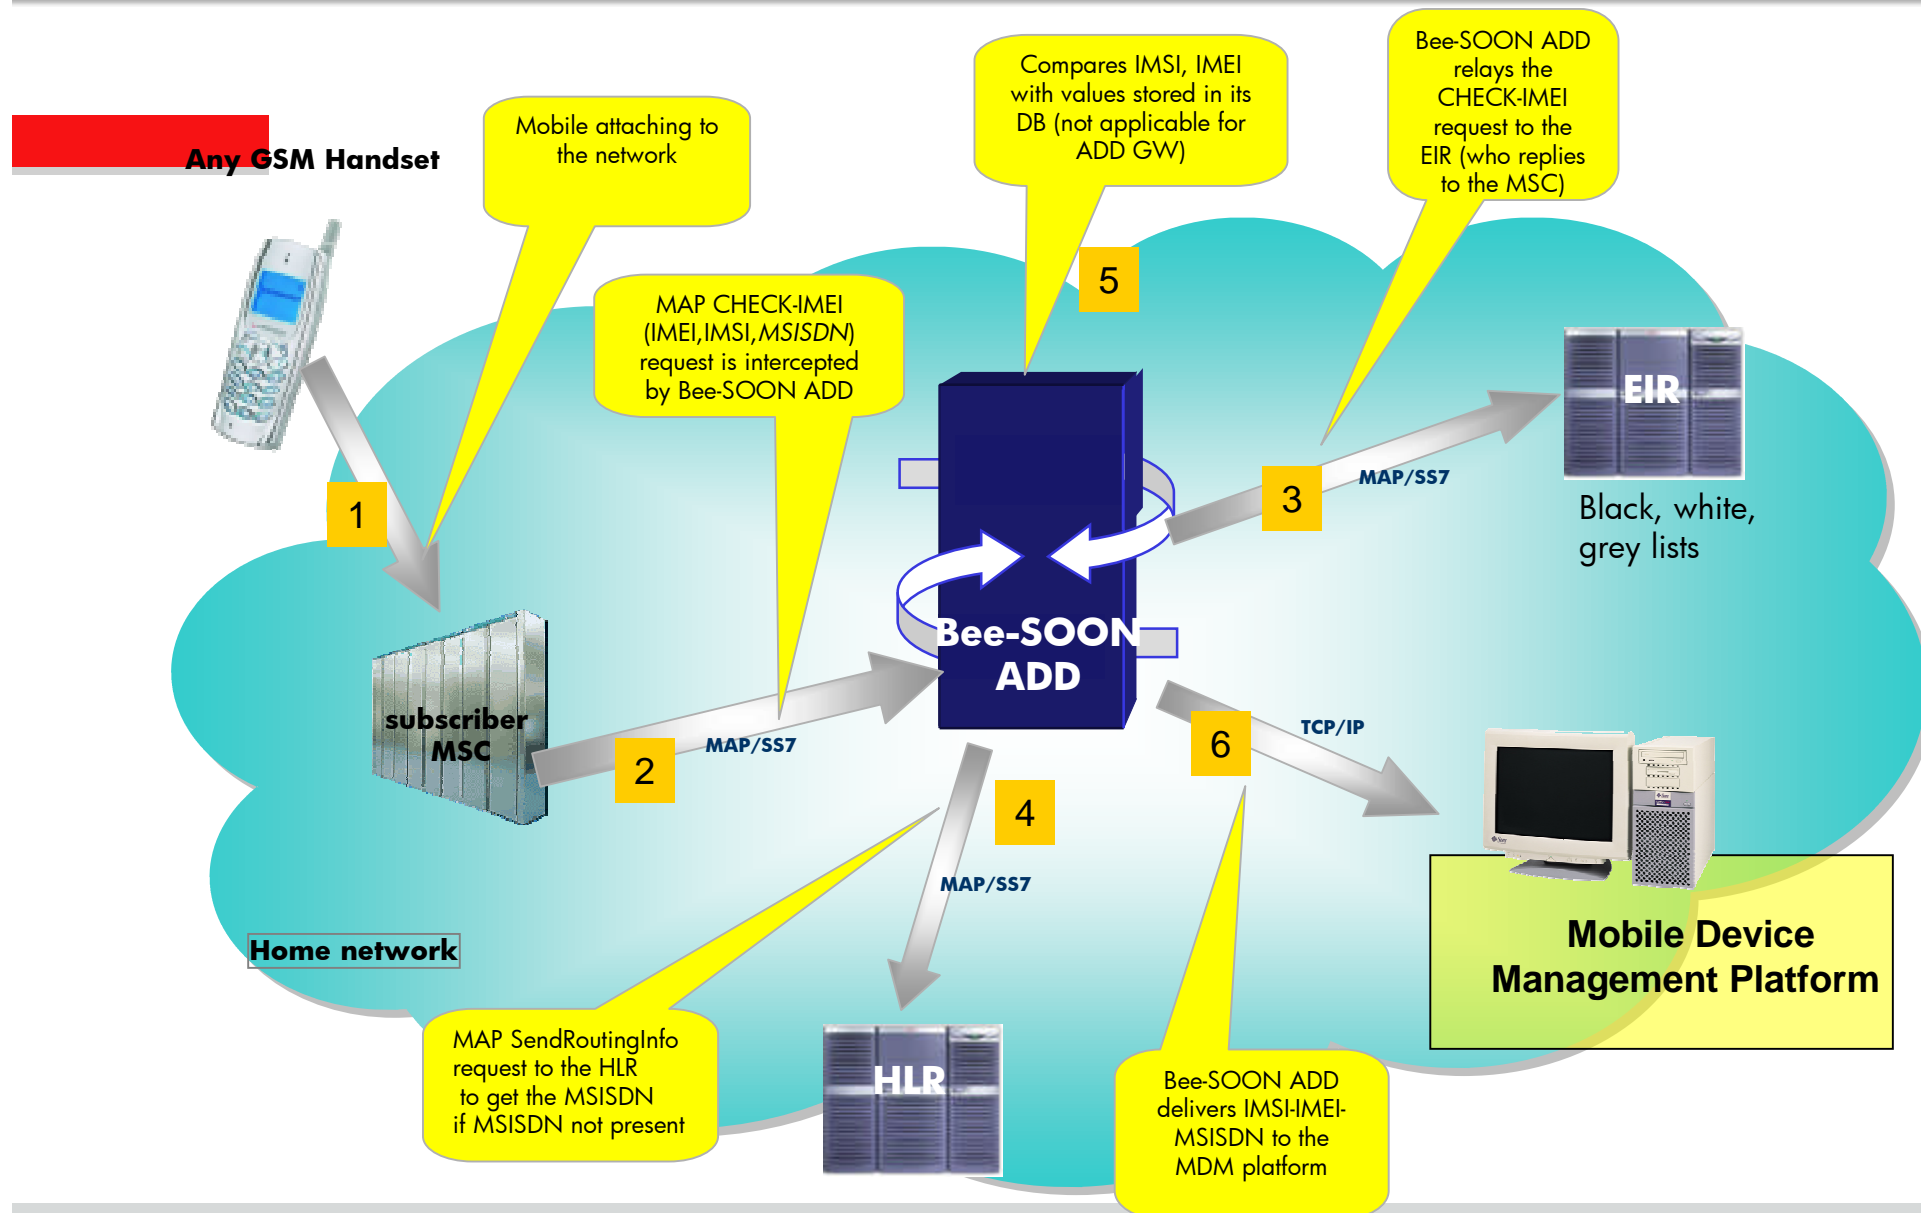 Any GSM Handset
Mobile attaching to
the network
Compares IMSI, IMEI
with values stored in its
DB (not applicable for
ADD GW)
Bee-SOON ADD
relays the
CHECK-IMEI
request to the
EIR (who replies
to the MSC)
5
MAP CHECK-IMEI
(IMEI,IMSI,MSISDN)
request is intercepted
by Bee-SOON ADD
EIR
Black, white,
grey lists
1
3
MAP/SS7
Bee-SOON
ADD
subscriber
MSC
2
MAP/SS7
6
TCP/IP
4
MAP/SS7
Home network
Mobile Device
Management Platform
MAP SendRoutingInfo
request to the HLR
to get the MSISDN
if MSISDN not present
HLR
Bee-SOON ADD
delivers IMSI-IMEI-
MSISDN to the
MDM platform